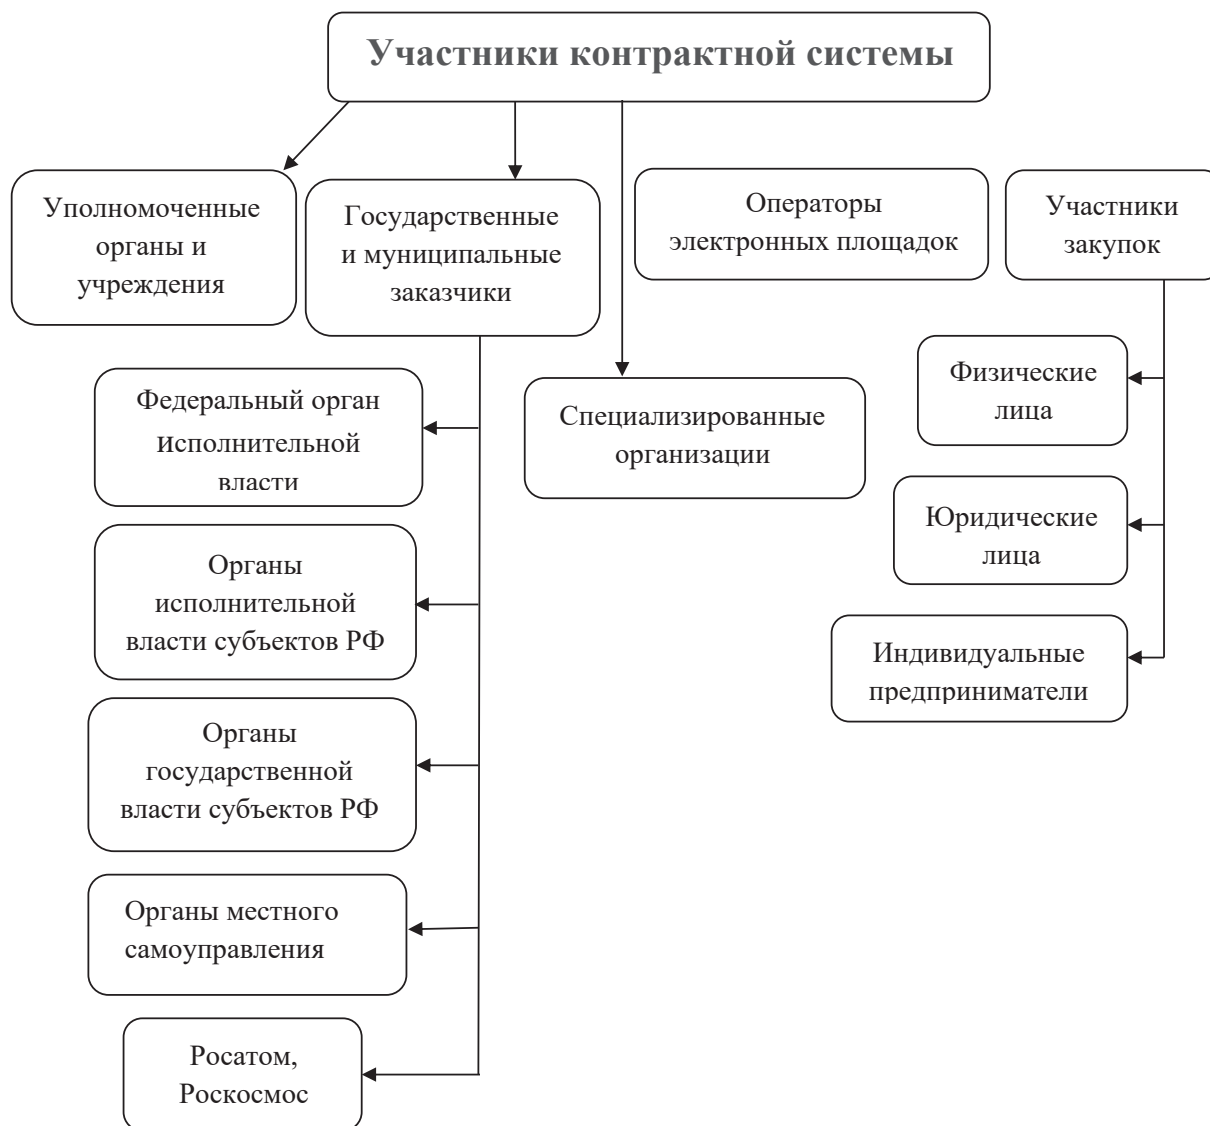 Участники контрактной системы
Уполномоченные
органы и
учреждения
Государственные
и муниципальные
заказчики
Операторы
электронных площадок
Участники
закупок
Федеральный орган
исполнительной
власти
Специализированные
организации
Физические
лица
Органы
исполнительной
власти субъектов РФ
Юридические
лица
Индивидуальные
предприниматели
Органы
государственной
власти субъектов РФ
Органы местного
самоуправления
Росатом,
Роскосмос